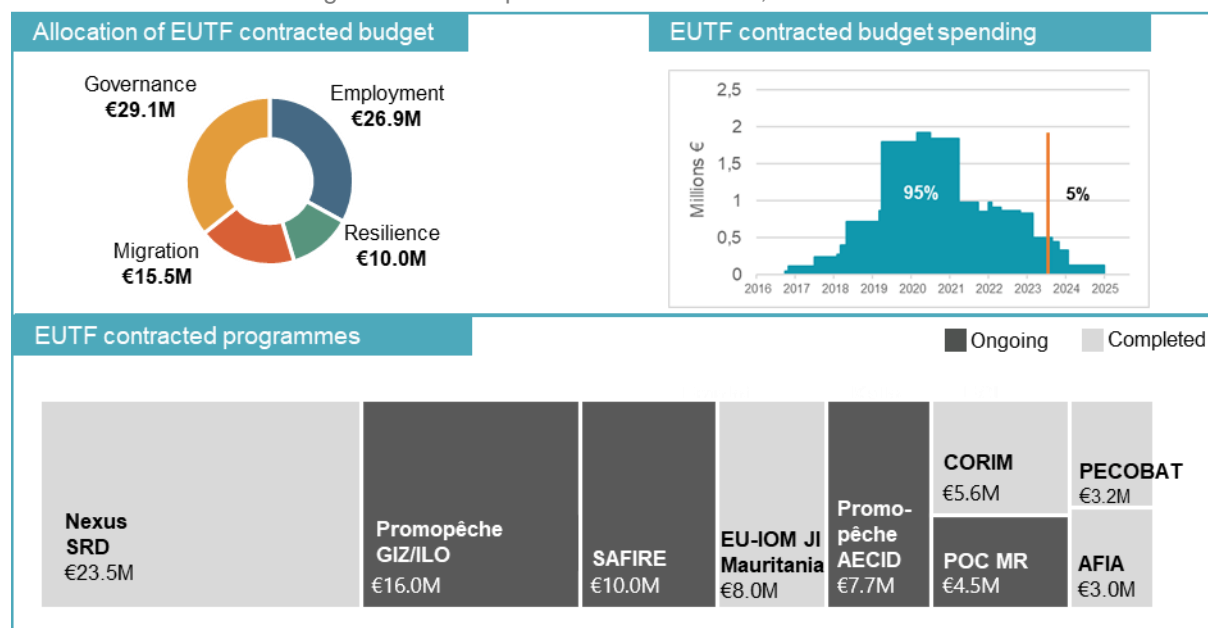 Allocation of EUTF contracted budget
Governance
€29.1M
Employment
€26.9M
Resilience
€10.0M
Migration
€15.5M
EUTF contracted budget spending
2,5
2
1,5
1
0,5
0
Millions €
95%
5%
2016 2017 2018 2019 2020 2021 2022 2023 2024 2025
EUTF contracted programmes
Ongoing
Completed
Nexus
SRD
€23.5M
Promopêche
GIZ/ILO
€16.0M
SAFIRE
€10.0M
EU-IOM JI
Mauritania
€8.0M
Promo-
pêche
AECID
€7.7M
CORIM
€5.6M
POC MR
€4.5M
PECOBAT
€3.2M
AFIA
€3.0M